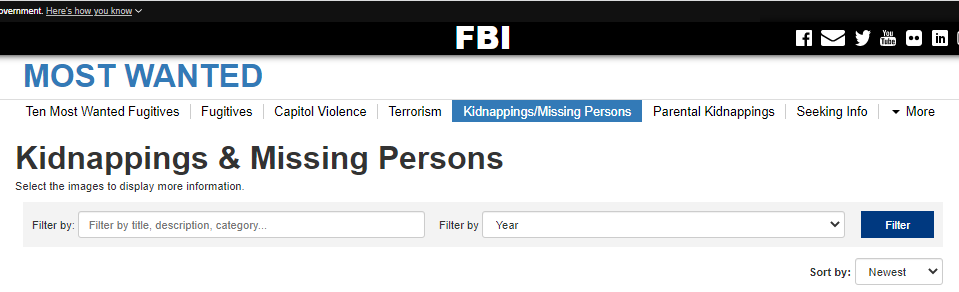 overnment. Here's how you know
FBI
You Tube
MOST WANTED
Ten Most Wanted Fugitives Fugitives Capitol Violence Terrorism Kidnappings/Missing Persons Parental Kidnappings Seeking Info More
Kidnappings & Missing Persons
Select the images to display more information.
Filter by: Filter by title, description, category... Filter by Year Filter
Sort by: Newest